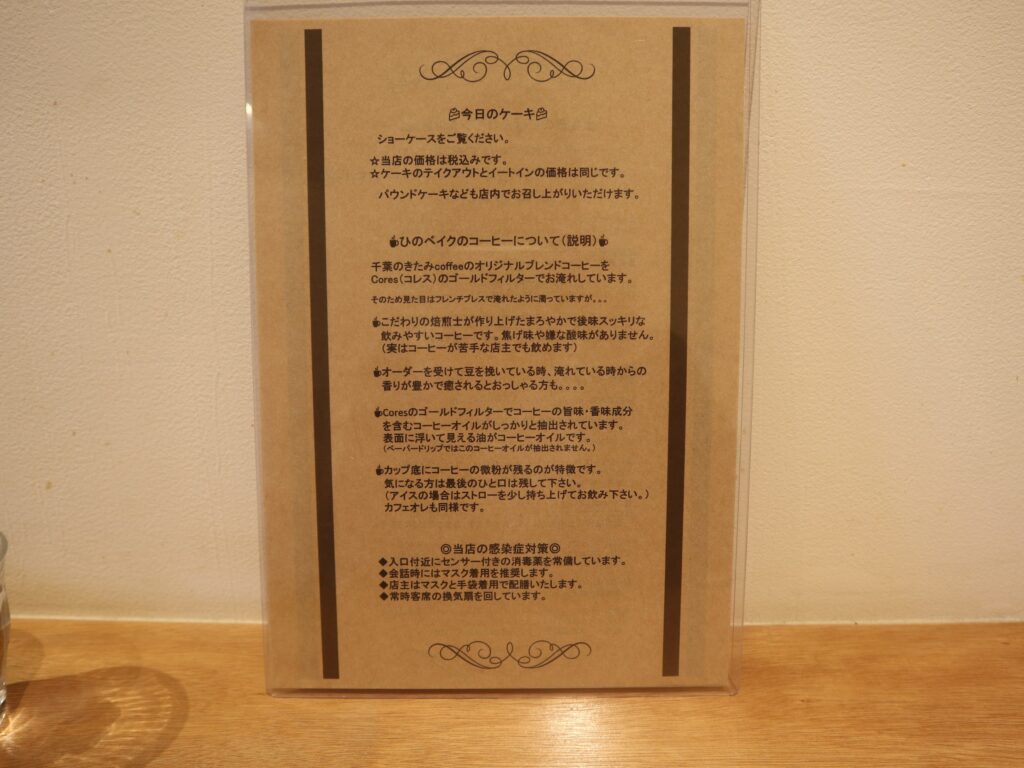 今日のケーキ
ショーケースをご覧ください。
☆当店の価格は税込みです。
☆ケーキのテイクアウトとイートインの価格は同じです。
パウンドケーキなども店内でお召し上がりいただけます。
ひのベイクのコーヒーについて(説明)
千葉のきたみcoffeeのオリジナルブレンドコーヒーを
Cores(コレス)のゴールドフィルターでお淹れしています。
そのため見た目はフレンチプレスで淹れたように濁っていますが。。。
こだわりの焙煎士が作り上げたまろやかで後味スッキリな
飲みやすいコーヒーです。焦げ味や嫌な酸味がありません。
(実はコーヒーが苦手な店主でも飲めます)
オーダーを受けて豆を挽いている時、淹れている時からの
香りが豊かで癒されるとおっしゃる方も。。。。
Coresのゴールドフィルターでコーヒーの旨味・香味成分
を含むコーヒーオイルがしっかりと抽出されています。
表面に浮いて見える油がコーヒーオイルです。
(ペーパードリップではこのコーヒーオイルが抽出されません。)
カップ底にコーヒーの微粉が残るのが特徴です。
気になる方は最後のひと口は残して下さい。
(アイスの場合はストローを少し持ち上げてお飲み下さい。)
カフェオレも同様です。
◎当店の感染症対策◎
◆入口付近にセンサー付きの消毒薬を常備しています。
◆会話時にはマスク着用を推奨します。
◆店主はマスクと手袋着用で配膳いたします。
◆常時客席の換気扇を回しています。